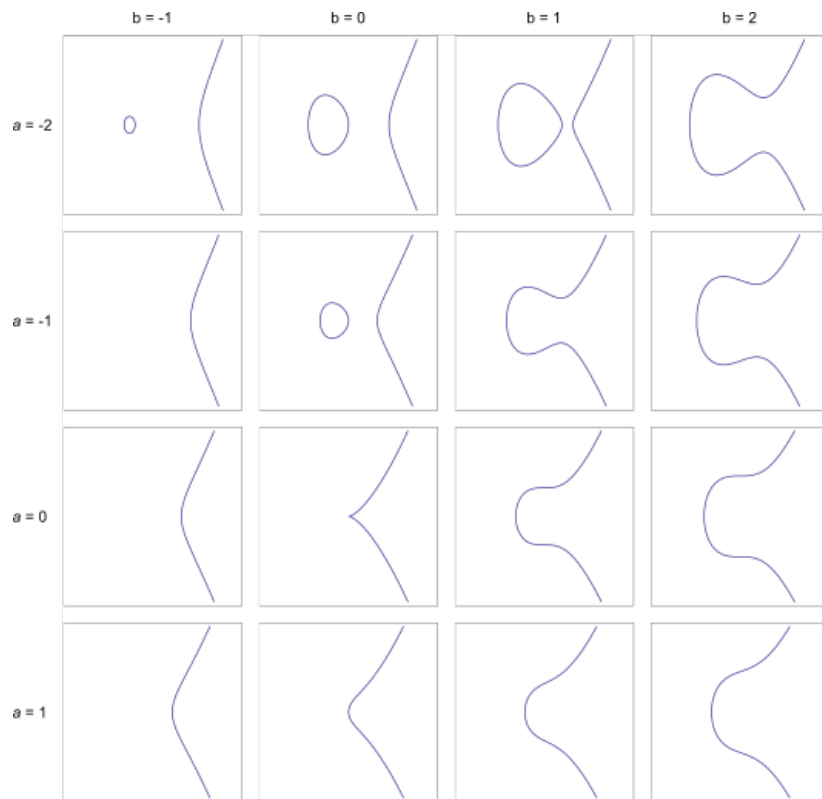 b = -1 b = 0 b = 1 b = 2
a = -2
a = -1
a = 0
a = 1